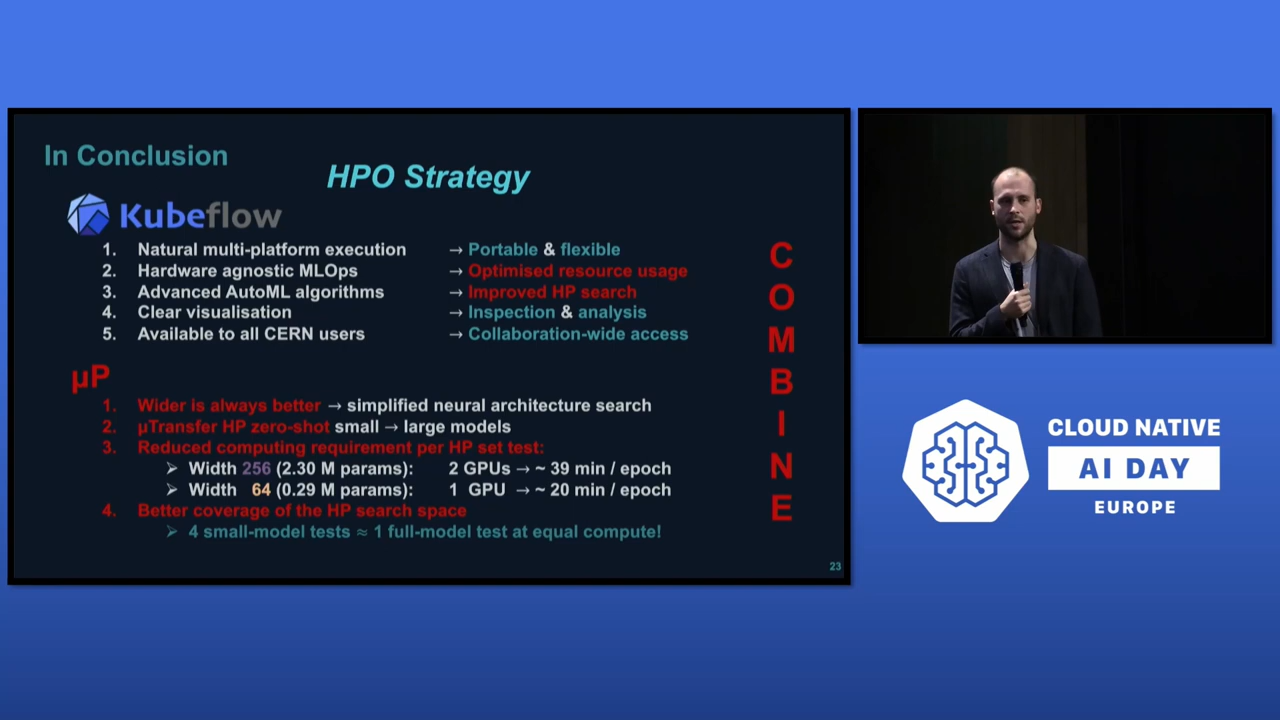 In Conclusion
HPO Strategy
Kubeflow
1. Natural multi-platform execution → Portable & flexible
2. Hardware agnostic MLOps → Optimised resource usage
3. Advanced AutoML algorithms → Improved HP search
4. Clear visualisation → Inspection & analysis
5. Available to all CERN users → Collaboration-wide access
µP
1. Wider is always better → simplified neural architecture search
2. µTransfer HP zero-shot small → large models
3. Reduced computing requirement per HP set test:
➢ Width 256 (2.30 M params): 2 GPUs → ~ 39 min / epoch
➢ Width 64 (0.29 M params): 1 GPU → ~ 20 min / epoch
4. Better coverage of the HP search space
➢ 4 small-model tests ≈ 1 full-model test at equal compute!
C
O
M
B
I
N
E
23
CLOUD NATIVE
AI DAY
EUROPE